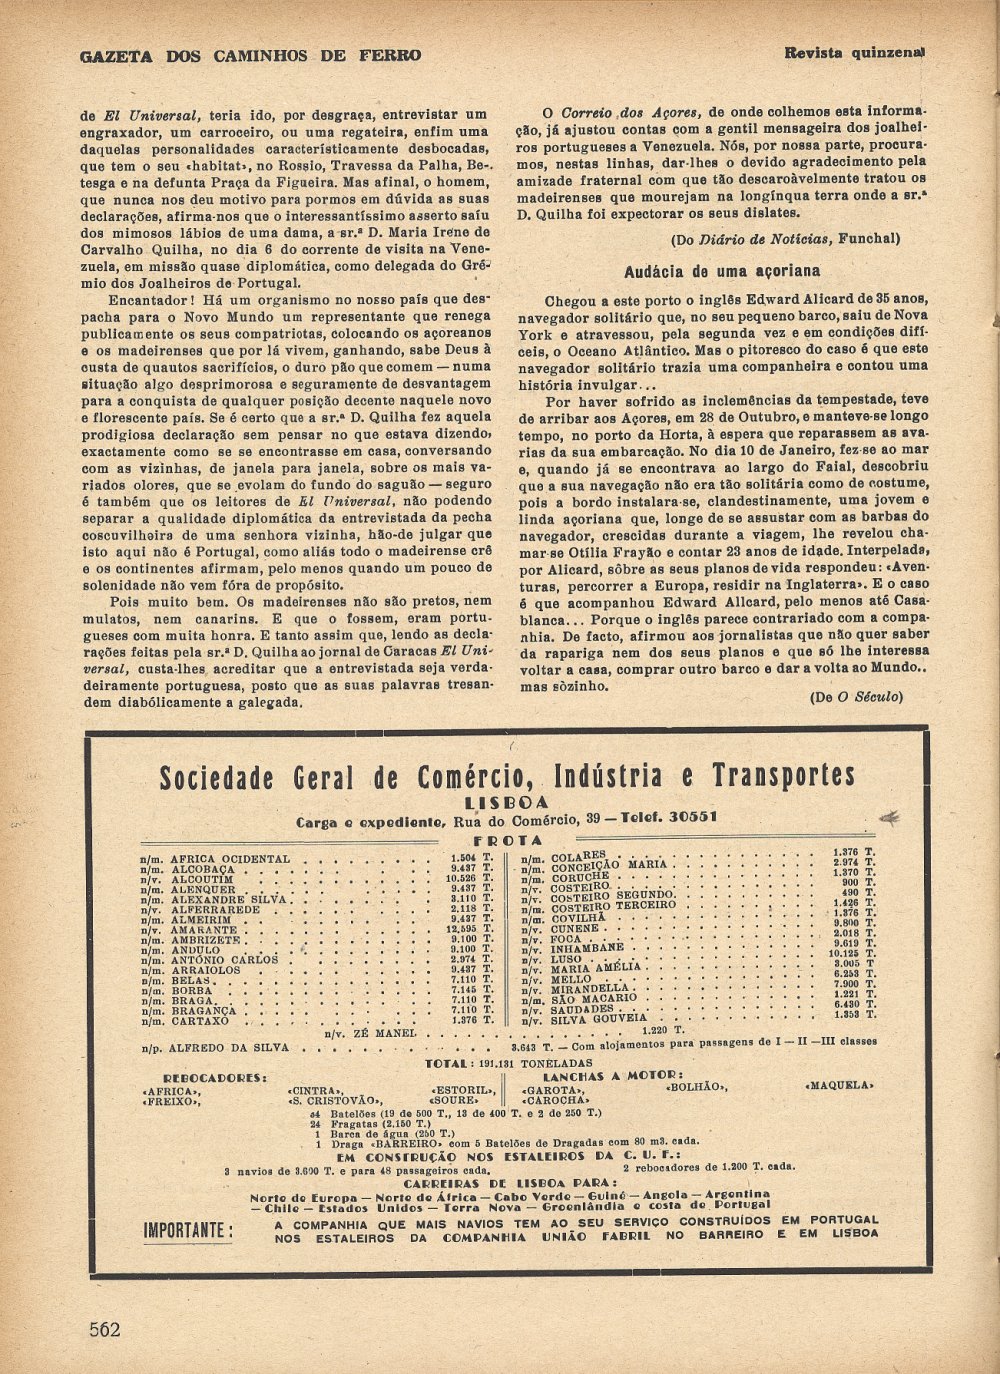 GAZETA DOS CAMINHOS DE FERRO
Revista quinzenal
de El Universal, teria ido, por desgraça, entrevistar um
engraxador, um carroceiro, ou uma regateira, enfim uma
daquelas personalidades característicamente desbocadas,
que tem o seu «habitat», no Rossio, Travessa da Palha, Be-
tesga e na defunta Praça da Figueira. Mas afinal, o homem,
que nunca nos deu motivo para pormos em dúvida as suas
declarações, afirma-nos que o interessantíssimo asserto saíu
dos mimosos lábios de uma dama, a sr.ª D. Maria Irene de
Carvalho Quilha, no dia 6 do corrente de visita na Vene-
zuela, em missão quase diplomática, como delegada do Gré-
mio dos Joalheiros de Portugal.
Encantador! Há um organismo no nosso país que des-
pacha para o Novo Mundo um representante que renega
publicamente os seus compatriotas, colocando os açoreanos
e os madeirenses que por lá vivem, ganhando, sabe Deus à
custa de quautos sacrifícios, o duro pão que comem — numa
situação algo desprimorosa e seguramente de desvantagem
para a conquista de qualquer posição decente naquele novo
e florescente país. Se é certo que a sr.ª D. Quilha fez aquela
prodigiosa declaração sem pensar no que estava dizendo,
exactamente como se se encontrasse em casa, conversando
com as vizinhas, de janela para janela, sobre os mais va-
riados olores, que se evolam do fundo do saguão — seguro
é também que os leitores de El Universal, não podendo
separar a qualidade diplomática da entrevistada da pecha
coscuvilheira de uma senhora vizinha, hão-de julgar que
isto aqui não é Portugal, como aliás todo o madeirense crê
e os continentes afirmam, pelo menos quando um pouco de
solenidade não vem fóra de propósito.
Pois muito bem. Os madeirenses não são pretos, nem
mulatos, nem canarins. E que o fossem, eram portu-
gueses com muita honra. E tanto assim que, lendo as decla-
rações feitas pela sr.ª D. Quilha ao jornal de Caracas El Uni-
versal, custa-lhes acreditar que a entrevistada seja verda-
deiramente portuguesa, posto que as suas palavras tresan-
dem diabólicamente a galegada.
O Correio dos Açores, de onde colhemos esta informa-
ção, já ajustou contas com a gentil mensageira dos joalhei-
ros portugueses a Venezuela. Nós, por nossa parte, procura-
mos, nestas linhas, dar-lhes o devido agradecimento pela
amizade fraternal com que tão descaroàvelmente tratou os
madeirenses que mourejam na longínqua terra onde a sr.ª
D. Quilha foi expectorar os seus dislates.
(Do Diário de Notícias, Funchal)
Audácia de uma açoriana
Chegou a este porto o inglês Edward Alicard de 35 anos,
navegador solitário que, no seu pequeno barco, saiu de Nova
York e atravessou, pela segunda vez e em condições difí-
ceis, o Oceano Atlântico. Mas o pitoresco do caso é que este
navegador solitário trazia uma companheira e contou uma
história invulgar...
Por haver sofrido as inclemências da tempestade, teve
de arribar aos Açores, em 28 de Outubro, e manteve-se longo
tempo, no porto da Horta, à espera que reparassem as ava-
rias da sua embarcação. No dia 10 de Janeiro, fez-se ao mar
e, quando já se encontrava ao largo do Faial, descobriu
que a sua navegação não era tão solitária como de costume,
pois a bordo instalara-se, clandestinamente, uma jovem e
linda açoriana que, longe de se assustar com as barbas do
navegador, crescidas durante a viagem, lhe revelou cha-
mar-se Otília Frayão e contar 23 anos de idade. Interpelada,
por Alicard, sôbre as seus planos de vida respondeu: «Aven-
turas, percorrer a Europa, residir na Inglaterra». E o caso
é que acompanhou Edward Allcard, pelo menos até Casa-
blanca... Porque o inglês parece contrariado com a compa-
nhia. De facto, afirmou aos jornalistas que não quer saber
da rapariga nem dos seus planos e que só lhe interessa
voltar a casa, comprar outro barco e dar a volta ao Mundo..
mas sòzinho.
(De O Século)
Sociedade Geral de Comércio, Indústria e Transportes
LISBOA
Carga e expediente, Rua do Comércio, 39 — Telef. 30551
FROTA
n/m. AFRICA OCIDENTAL . . . . . . . . . 1.504 T.
n/m. ALCOBAÇA . . . . . . . . . 9.437 T.
n/v. ALCOUTIM . . . . . . . . . 10.526 T.
n/m. ALENQUER . . . . . . . . . 9.437 T.
n/m. ALEXANDRE SILVA . . . . . . . . . 3.110 T.
n/v. ALFERRAREDE . . . . . . . . . 2.118 T.
n/m. ALMEIRIM . . . . . . . . . 9.437 T.
n/v. AMARANTE . . . . . . . . . 12.595 T.
n/m. AMBRIZETE . . . . . . . . . 9.100 T.
n/m. ANDULO . . . . . . . . . 9.100 T.
n/m. ANTÓNIO CARLOS . . . . . . . . . 2.974 T.
n/m. ARRAIOLOS . . . . . . . . . 9.437 T.
n/m. BELAS . . . . . . . . . 7.110 T.
n/m. BORBA . . . . . . . . . 7.145 T.
n/m. BRAGA . . . . . . . . . 7.110 T.
n/m. BRAGANÇA . . . . . . . . . 7.110 T.
n/m. CARTAXO . . . . . . . . . 1.376 T.
n/m. COLARES . . . . . . . . . 1.376 T.
n/m. CONCEIÇÃO MARIA . . . . . . . . . 2.974 T.
n/m. CORUCHE . . . . . . . . . 1.370 T.
n/v. COSTEIRO . . . . . . . . . 900 T.
n/v. COSTEIRO SEGUNDO . . . . . . . . . 490 T.
n/m. COSTEIRO TERCEIRO . . . . . . . . . 1.426 T.
n/m. COVILHÃ . . . . . . . . . 1.376 T.
n/v. CUNENE . . . . . . . . . 9.800 T.
n/v. FOCA . . . . . . . . . 2.018 T.
n/v. INHAMBANE . . . . . . . . . 9.619 T.
n/v. LUSO . . . . . . . . . 10.125 T.
n/v. MARIA AMÉLIA . . . . . . . . . 3.005 T
n/v. MELLO . . . . . . . . . 6.253 T.
n/v. MIRANDELLA . . . . . . . . . 7.900 T.
n/m. SÃO MACARIO . . . . . . . . . 1.221 T.
n/v. SAUDADES . . . . . . . . . 6.430 T.
n/v. SILVA GOUVEIA . . . . . . . . . 1.353 T.
n/v. ZÉ MANEL . . . . . . . . . 1.220 T.
n/p. ALFREDO DA SILVA . . . . . . . . . 3.643 T. — Com alojamentos para passagens de I — II —III classes
TOTAL: 191.131 TONELADAS
REBOCADORES:
«AFRICA», «CINTRA», «ESTORIL»,
«FREIXO», «S. CRISTOVÃO», «SOURE»
LANCHAS A MOTOR:
«GAROTA», «BOLHÃO», «MAQUELA»
«CAROCHA»
34 Batelões (19 de 500 T., 13 de 400 T. e 2 de 250 T.)
24 Fragatas (2.150 T.)
1 Barca de água (250 T.)
1 Draga «BARREIRO» com 5 Batelões de Dragadas com 80 m3. cada.
EM CONSTRUÇÃO NOS ESTALEIROS DA C. U. F.:
3 navios de 3.600 T. e para 48 passageiros cada. 2 rebocadores de 1.200 T. cada.
CARREIRAS DE LISBOA PARA:
Norte de Europa — Norte de África — Cabo Verde — Guiné — Angola — Argentina
— Chile — Estados Unidos — Terra Nova — Groenlândia e costa de Portugal
IMPORTANTE: A COMPANHIA QUE MAIS NAVIOS TEM AO SEU SERVIÇO CONSTRUÍDOS EM PORTUGAL
NOS ESTALEIROS DA COMPANHIA UNIÃO FABRIL NO BARREIRO E EM LISBOA
562